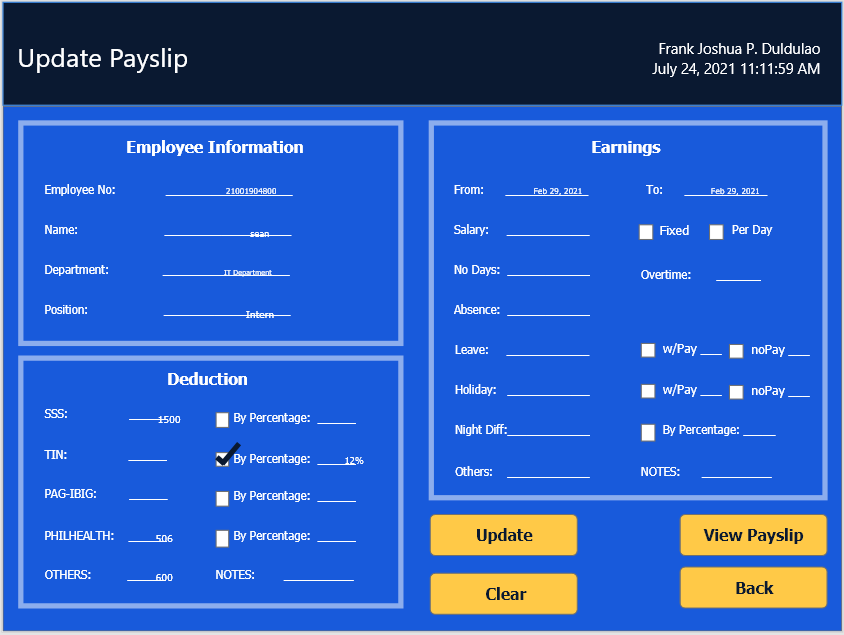 Update Payslip
Frank Joshua P. Duldulao
July 24, 2021 11:11:59 AM
Employee Information
Employee No: 21001904800
Name: sean
Department: IT Department
Position: Intern
Deduction
SSS: 1500 By Percentage:
TIN: By Percentage: 12%
PAG-IBIG: By Percentage:
PHILHEALTH: 506 By Percentage:
OTHERS: 600 NOTES:
Earnings
From: Feb 29, 2021 To: Feb 29, 2021
Salary: Fixed Per Day
No Days: Overtime:
Absence:
Leave: w/Pay noPay
Holiday: w/Pay noPay
Night Diff: By Percentage:
Others: NOTES:
Update View Payslip
Clear Back